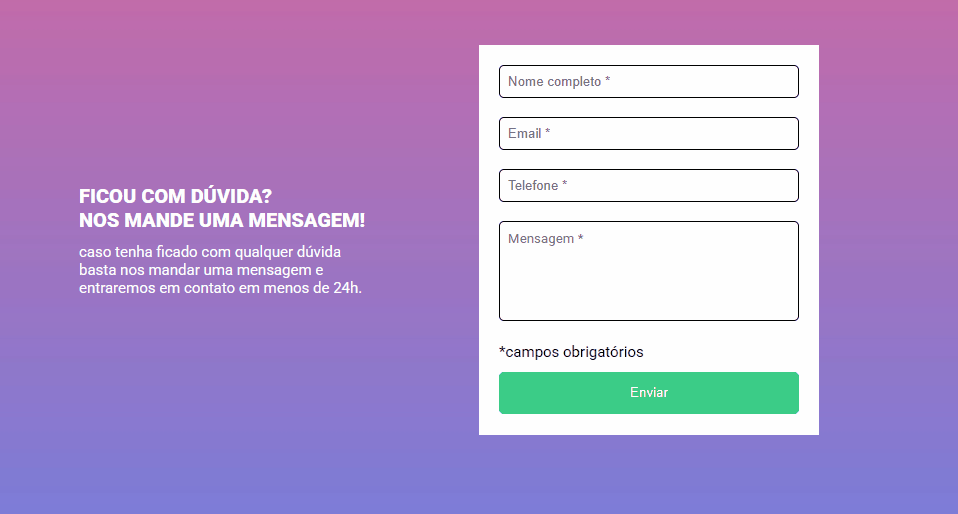 FICOU COM DÚVIDA?
NOS MANDE UMA MENSAGEM!
caso tenha ficado com qualquer dúvida
basta nos mandar uma mensagem e
entraremos em contato em menos de 24h.
Nome completo *
Email *
Telefone *
Mensagem *
*campos obrigatórios
Enviar